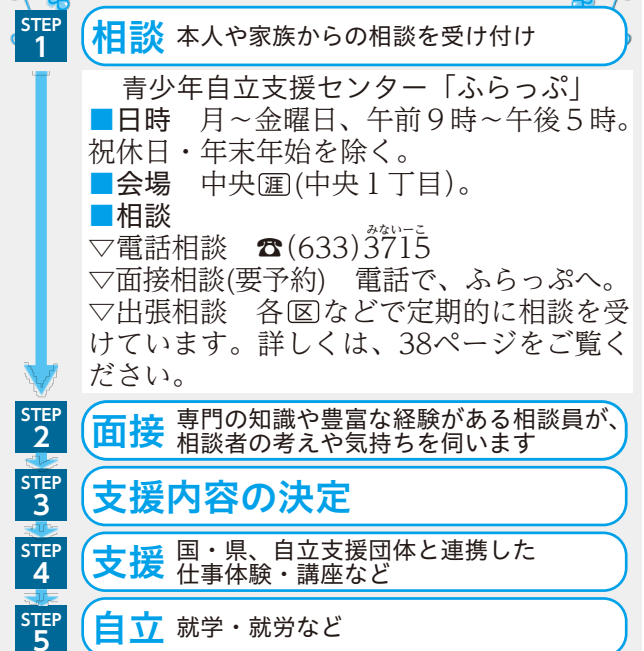 STEP 1
相談 本人や家族からの相談を受け付け
青少年自立支援センター「ふらっぷ」
■日時 月～金曜日、午前９時～午後５時。
祝休日・年末年始を除く。
■会場 中央㊢(中央１丁目)。
■相談
▽電話相談 ☎(633)3715
みないーこ
▽面接相談(要予約) 電話で、ふらっぷへ。
▽出張相談 各区などで定期的に相談を受
けています。詳しくは、38ページをご覧く
ださい。
STEP 2
面接 専門の知識や豊富な経験がある相談員が、
相談者の考えや気持ちを伺います
STEP 3
支援内容の決定
STEP 4
支援 国・県、自立支援団体と連携した
仕事体験・講座など
STEP 5
自立 就学・就労など